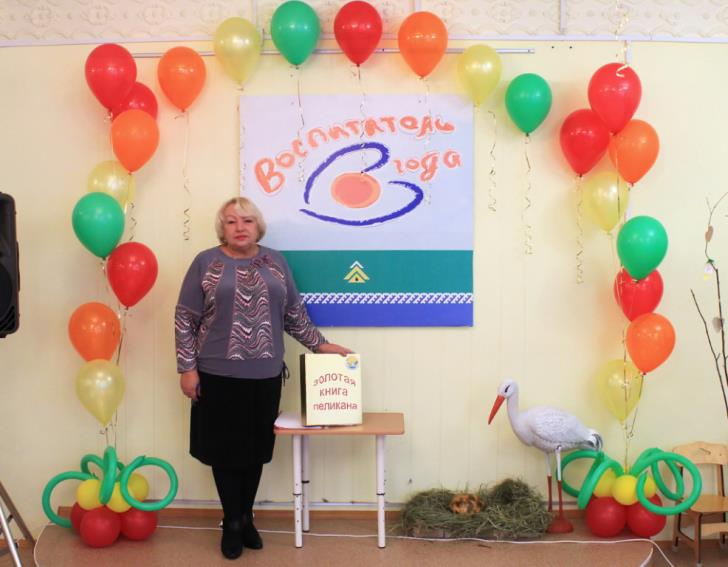 Воспитатель
года
золотая
книга
пеликана